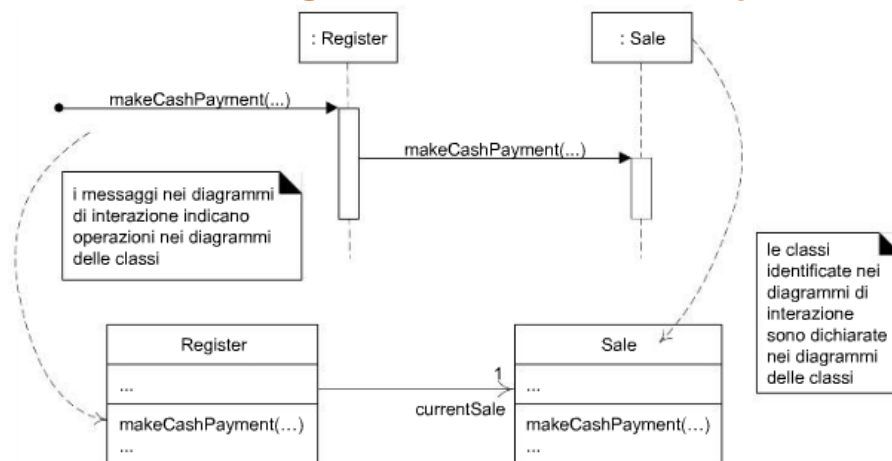 : Register
: Sale
makeCashPayment(...)
makeCashPayment(...)
i messaggi nei diagrammi
di interazione indicano
operazioni nei diagrammi
delle classi
le classi
identificate nei
diagrammi di
interazione
sono dichiarate
nei diagrammi
delle classi
Register
...
makeCashPayment(...)
...
1
currentSale
Sale
...
makeCashPayment(...)
...